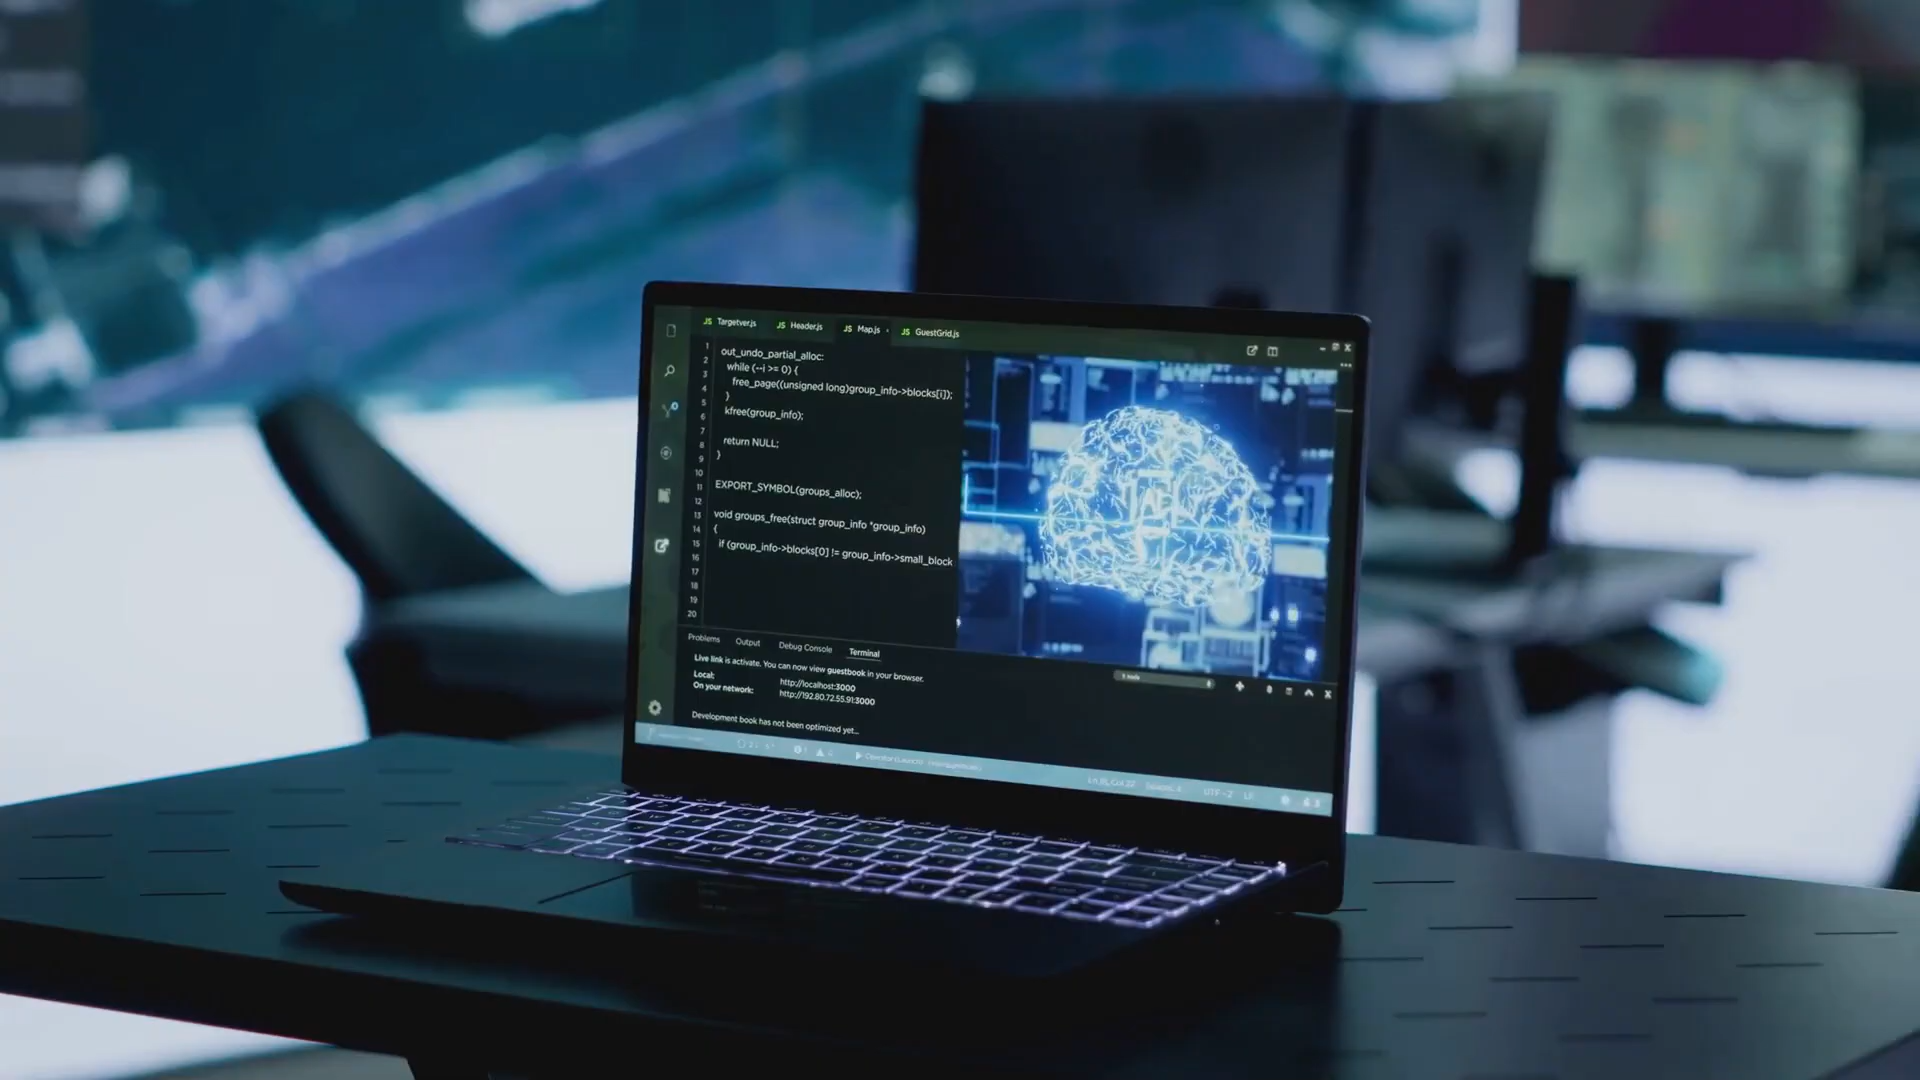 JS Targetver.js JS Header.js JS Map.js JS GuestGrid.js
1 out_undo_partial_alloc:
2 while (--i >= 0) {
3 free_page((unsigned long)group_info->blocks[i]);
4 }
5 kfree(group_info);
6
7 return NULL;
8 }
9
10
11 EXPORT_SYMBOL(groups_alloc);
12
13 void groups_free(struct group_info *group_info)
14 {
15 if (group_info->blocks[0] != group_info->small_block
16
17
18
19
20
Problems Output Debug Console Terminal
Live link is activate. You can now view guestbook in your browser.
Local: http://localhost:3000
On your network: http://192.80.72.55.91:3000
Development book has not been optimized yet...